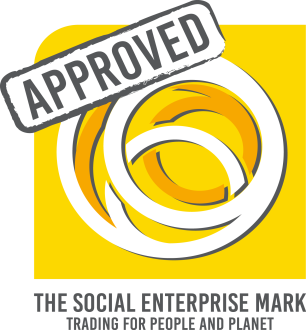 APPROVED
THE SOCIAL ENTERPRISE MARK
TRADING FOR PEOPLE AND PLANET